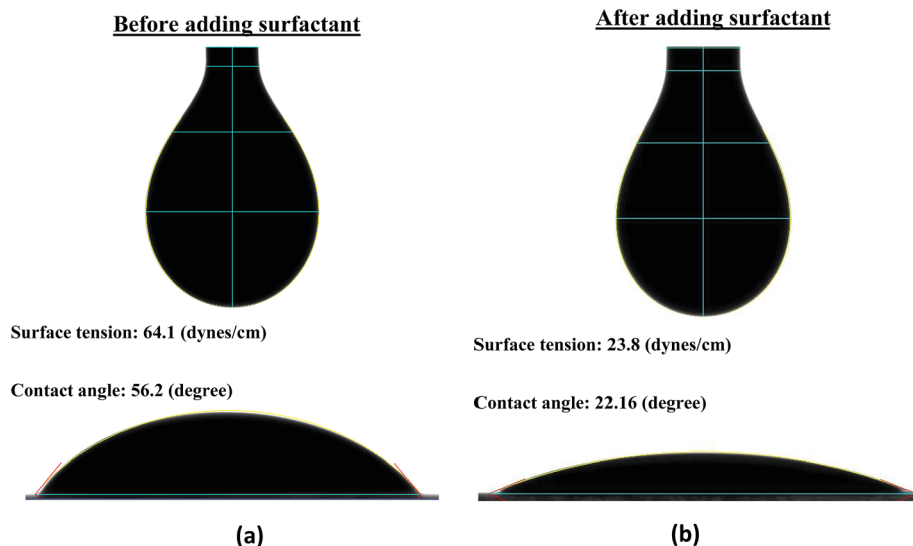 Before adding surfactant
After adding surfactant
Surface tension: 64.1 (dynes/cm)
Surface tension: 23.8 (dynes/cm)
Contact angle: 56.2 (degree)
Contact angle: 22.16 (degree)
(a)
(b)